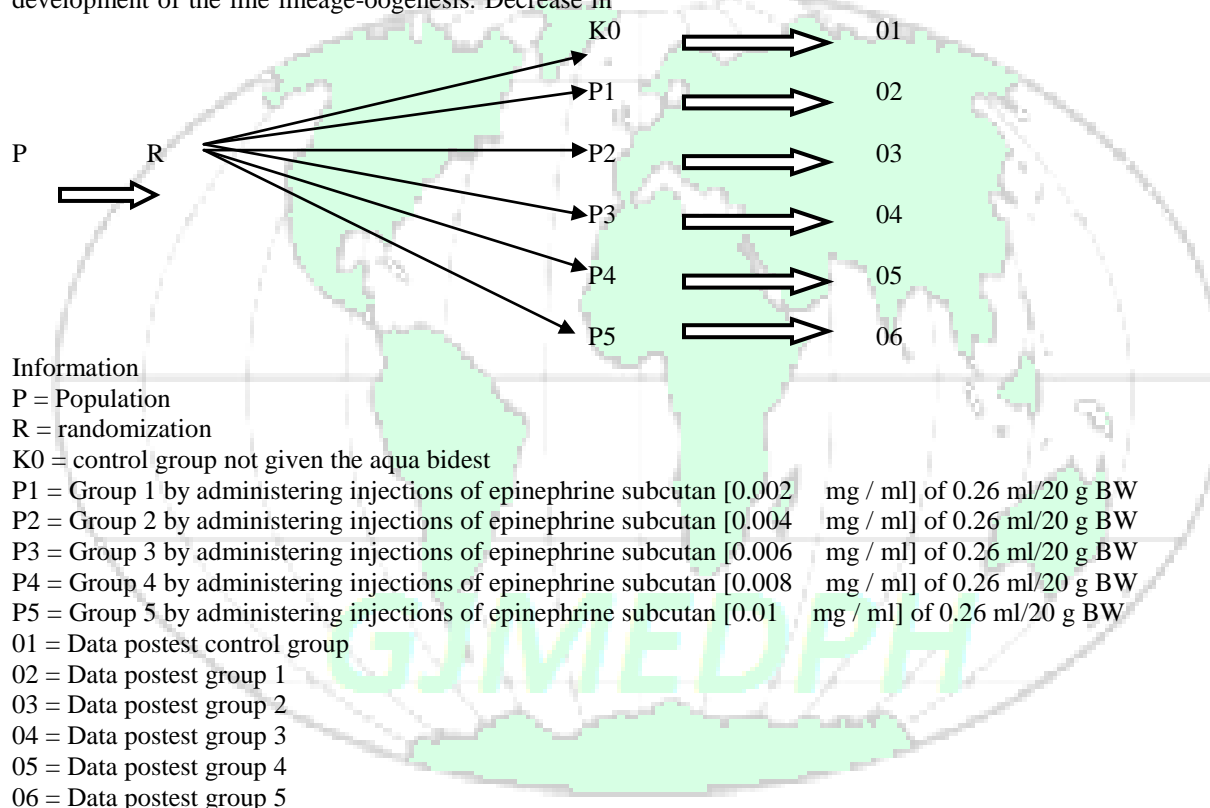 development of the line lineage-oogenesis. Decrease in
K0 01
P1 02
P R P2 03
P3 04
P4 05
P5 06
Information
P = Population
R = randomization
K0 = control group not given the aqua bidest
P1 = Group 1 by administering injections of epinephrine subcutan [0.002 mg / ml] of 0.26 ml/20 g BW
P2 = Group 2 by administering injections of epinephrine subcutan [0.004 mg / ml] of 0.26 ml/20 g BW
P3 = Group 3 by administering injections of epinephrine subcutan [0.006 mg / ml] of 0.26 ml/20 g BW
P4 = Group 4 by administering injections of epinephrine subcutan [0.008 mg / ml] of 0.26 ml/20 g BW
P5 = Group 5 by administering injections of epinephrine subcutan [0.01 mg / ml] of 0.26 ml/20 g BW
01 = Data postest control group
02 = Data postest group 1
03 = Data postest group 2
04 = Data postest group 3
05 = Data postest group 4
06 = Data postest group 5
GJMEDPH